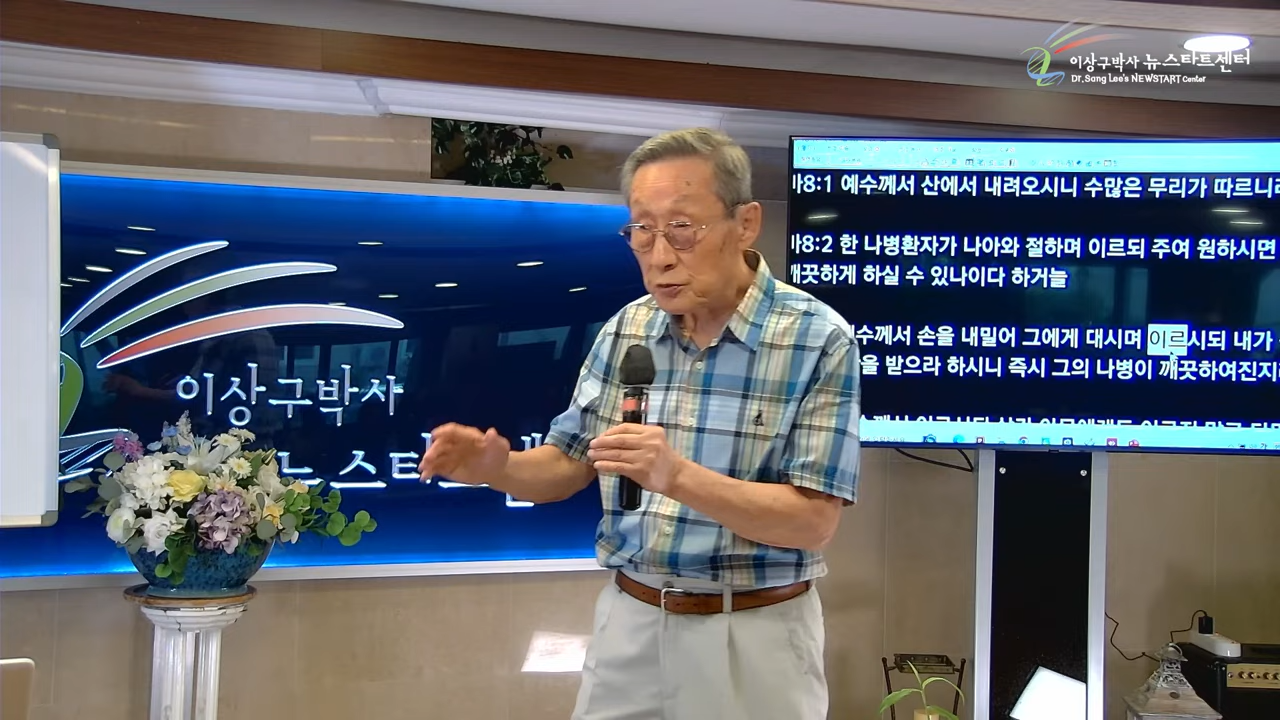 이상구박사 뉴스타트센터
Dr. Sang Lee's NEWSTART Center
8:1 예수께서 산에서 내려오시니 수많은 무리가 따르니라
8:2 한 나병환자가 나아와 절하며 이르되 주여 원하시면
깨끗하게 하실 수 있나이다 하거늘
예수께서 손을 내밀어 그에게 대시며 이르시되 내가
을 받으라 하시니 즉시 그의 나병이 깨끗하여진지라
이상구박사
뉴스타트센